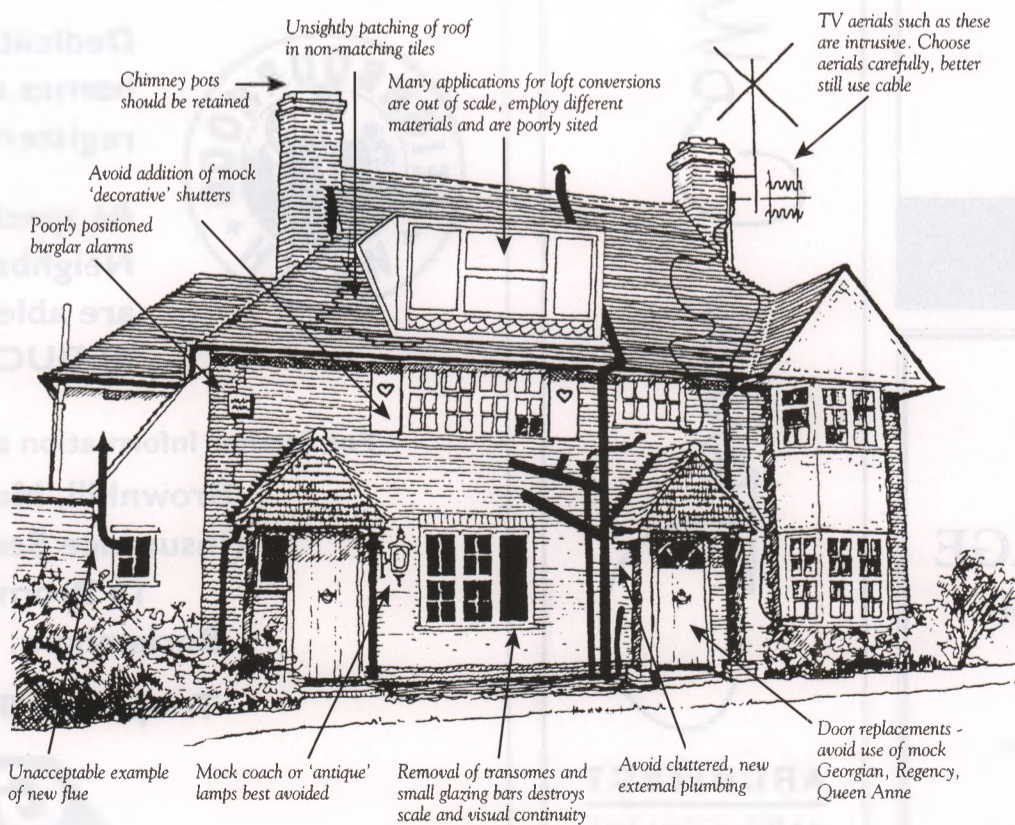 Unsightly patching of roof
in non-matching tiles
TV aerials such as these
are intrusive. Choose
aerials carefully, better
still use cable
Chimney pots
should be retained
Many applications for loft conversions
are out of scale, employ different
materials and are poorly sited
Avoid addition of mock
'decorative' shutters
Poorly positioned
burglar alarms
Unacceptable example
of new flue
Mock coach or 'antique'
lamps best avoided
Removal of transomes and
small glazing bars destroys
scale and visual continuity
Avoid cluttered, new
external plumbing
Door replacements -
avoid use of mock
Georgian, Regency,
Queen Anne